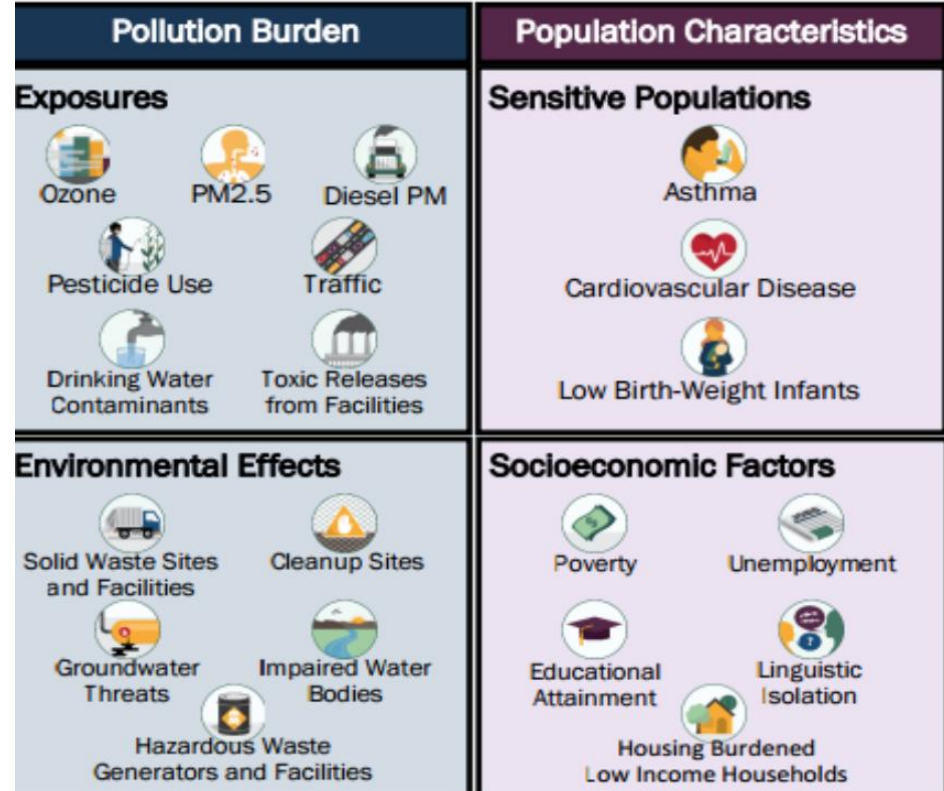 Pollution Burden
Population Characteristics
Exposures
Ozone
PM2.5
Diesel PM
Pesticide Use
Traffic
Drinking Water
Contaminants
Toxic Releases
from Facilities
Sensitive Populations
Asthma
Cardiovascular Disease
Low Birth-Weight Infants
Environmental Effects
Solid Waste Sites
and Facilities
Cleanup Sites
Groundwater
Threats
Impaired Water
Bodies
Hazardous Waste
Generators and Facilities
Socioeconomic Factors
Poverty
Unemployment
Educational
Attainment
Linguistic
Isolation
Housing Burdened
Low Income Households